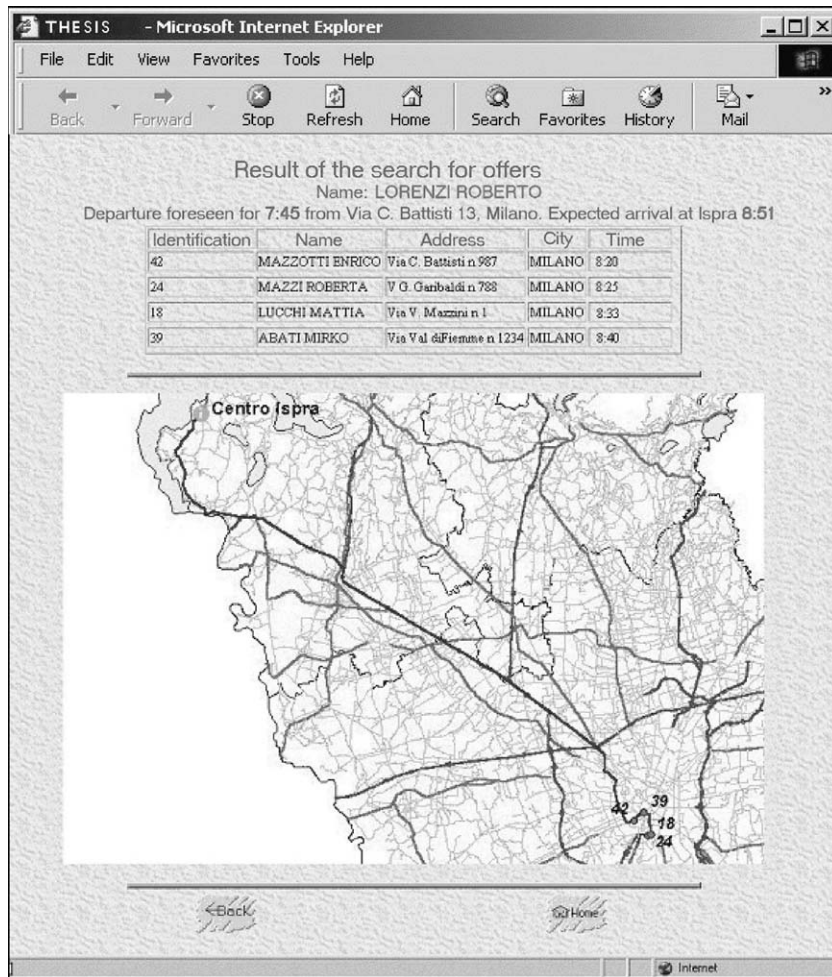 THESIS - Microsoft Internet Explorer
File Edit View Favorites Tools Help
Back Forward Stop Refresh Home Search Favorites History Mail »
Result of the search for offers
Name: LORENZI ROBERTO
Departure foreseen for 7:45 from Via C. Battisti 13, Milano. Expected arrival at Ispra 8:51
Identification Name Address City Time
42 MAZZOTTI ENRICO Via C. Battisti n 987 MILANO 8:20
24 MAZZI ROBERTA V G. Garibaldi n 788 MILANO 8:25
18 LUCCHI MATTIA Via V. Mazzini n 1 MILANO 8:33
39 ABATI MIRKO Via Val diFiemme n 1234 MILANO 8:40
Centro Ispra
39
42
18
24
Back Home
Internet